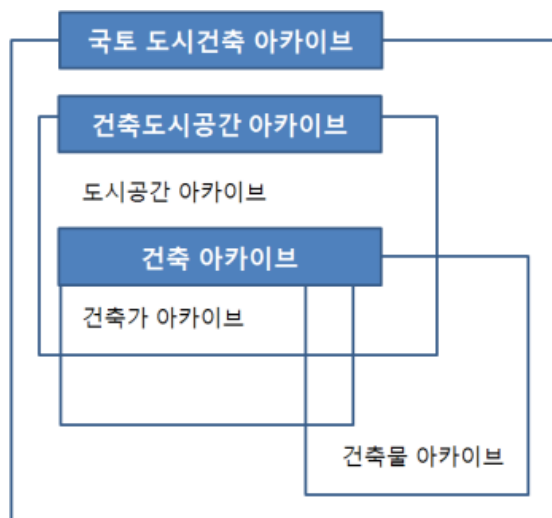 국토 도시건축 아카이브
건축도시공간 아카이브
도시공간 아카이브
건축 아카이브
건축가 아카이브
건축물 아카이브